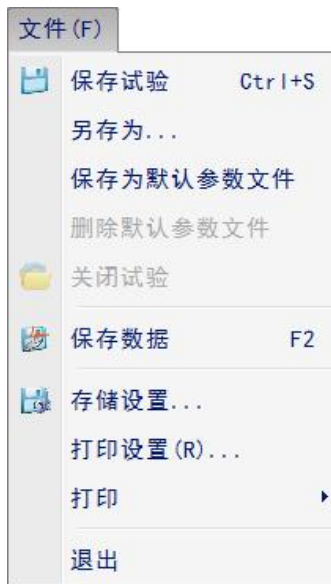 文件(F)
保存试验 Ctrl+S
另存为...
保存为默认参数文件
删除默认参数文件
关闭试验
保存数据 F2
存储设置...
打印设置(R)...
打印
退出